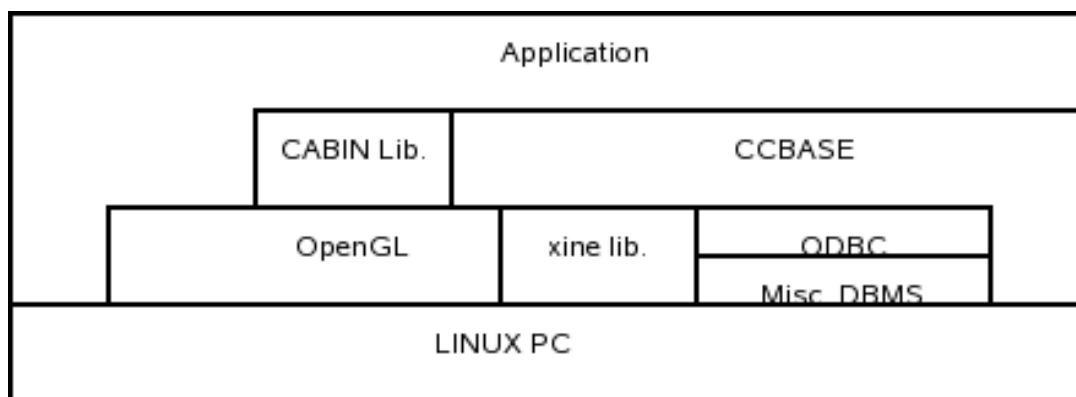 Application
CABIN Lib.
CCBASE
OpenGL
xine lib.
ODBC
Misc. DBMS
LINUX PC